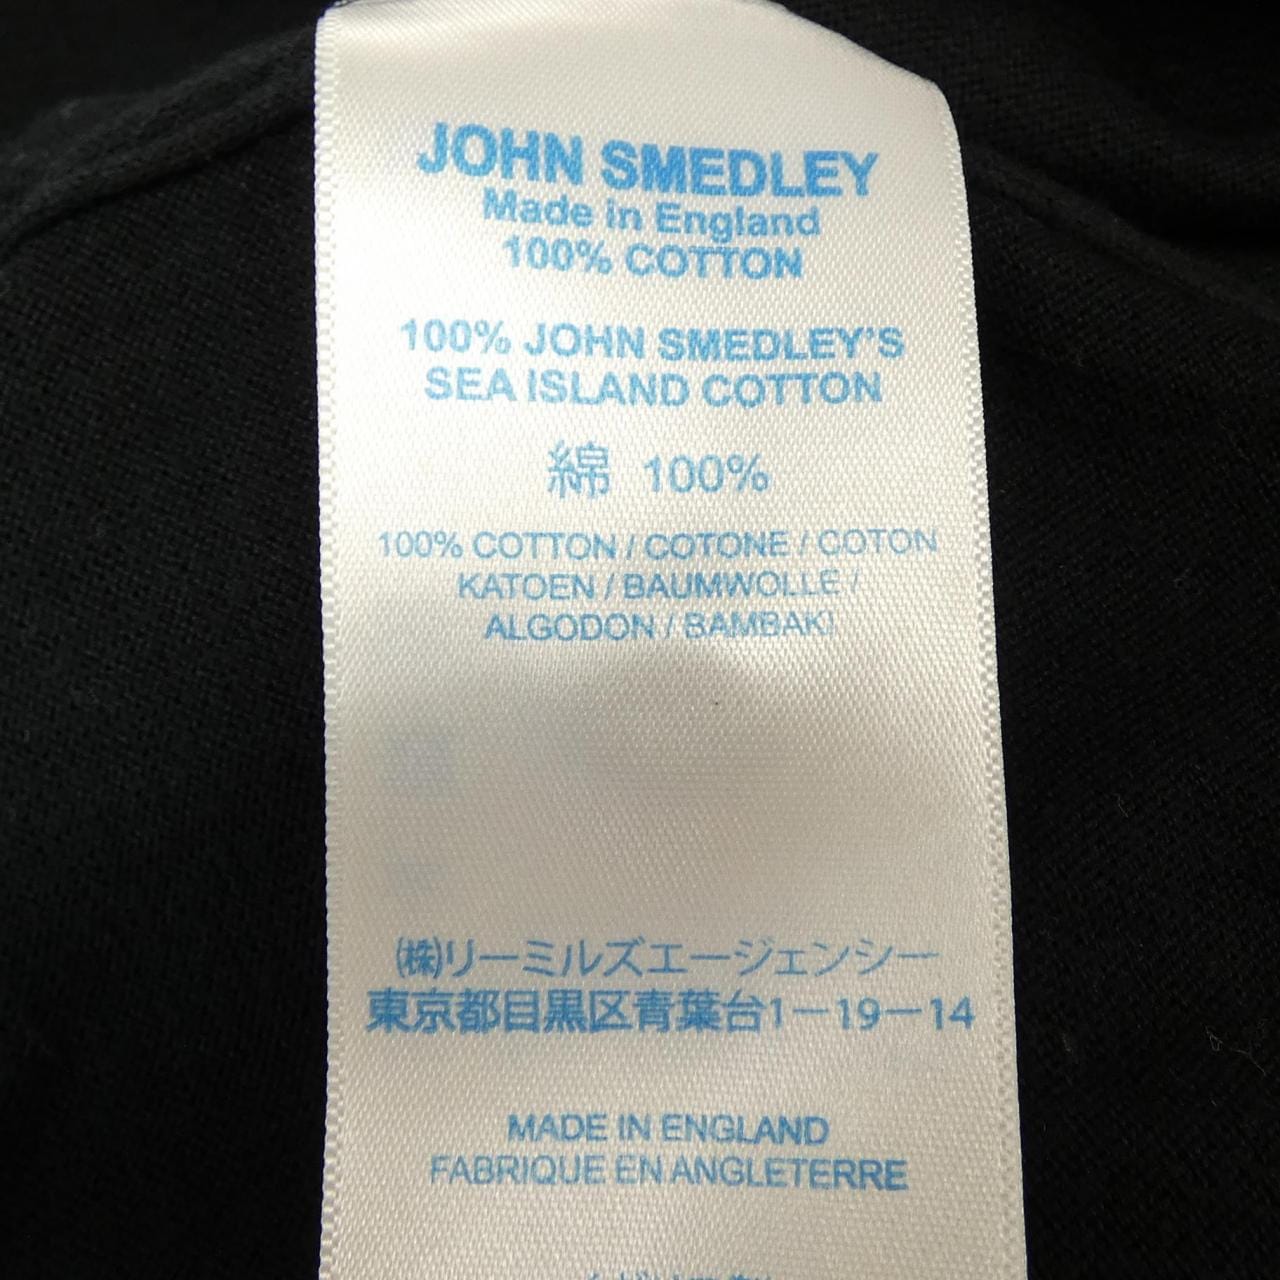 JOHN SMEDLEY
Made in England
100% COTTON
100% JOHN SMEDLEY'S
SEA ISLAND COTTON
綿 100%
100% COTTON / COTONE / COTON
KATOEN / BAUMWOLLE /
ALGODON / BAMBAKI
㈱リーミルズエージェンシー
東京都目黒区青葉台1−19−14
MADE IN ENGLAND
FABRIQUE EN ANGLETERRE